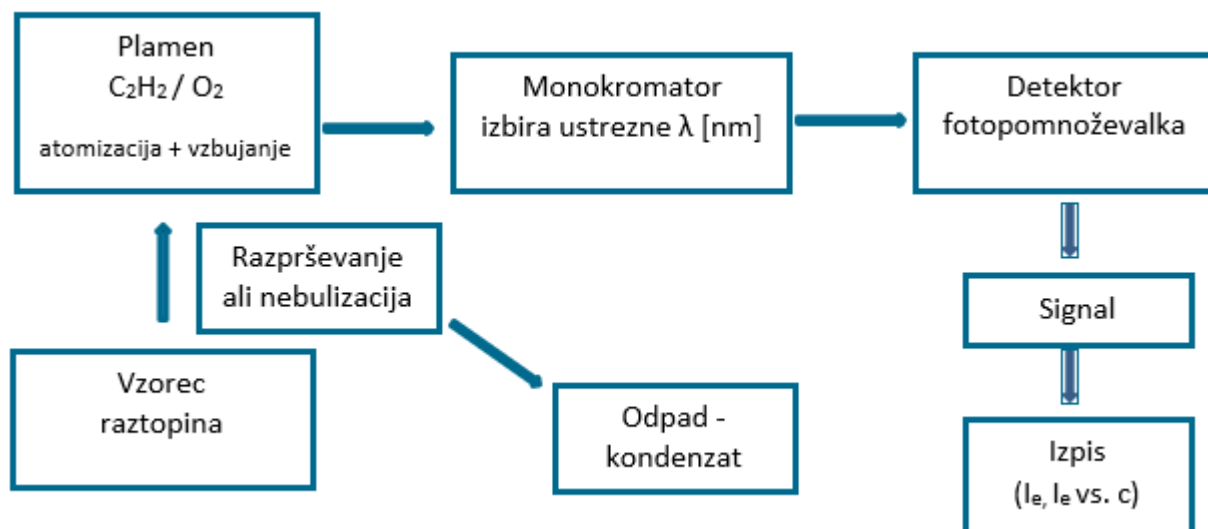 Plamen
C₂H₂ / O₂
atomizacija + vzbujanje
Monokromator
izbira ustrezne λ [nm]
Detektor
fotopomnoževalka
Razprševanje
ali nebulizacija
Signal
Vzorec
raztopina
Odpad -
kondenzat
Izpis
(Iₑ, Iₑ vs. c)